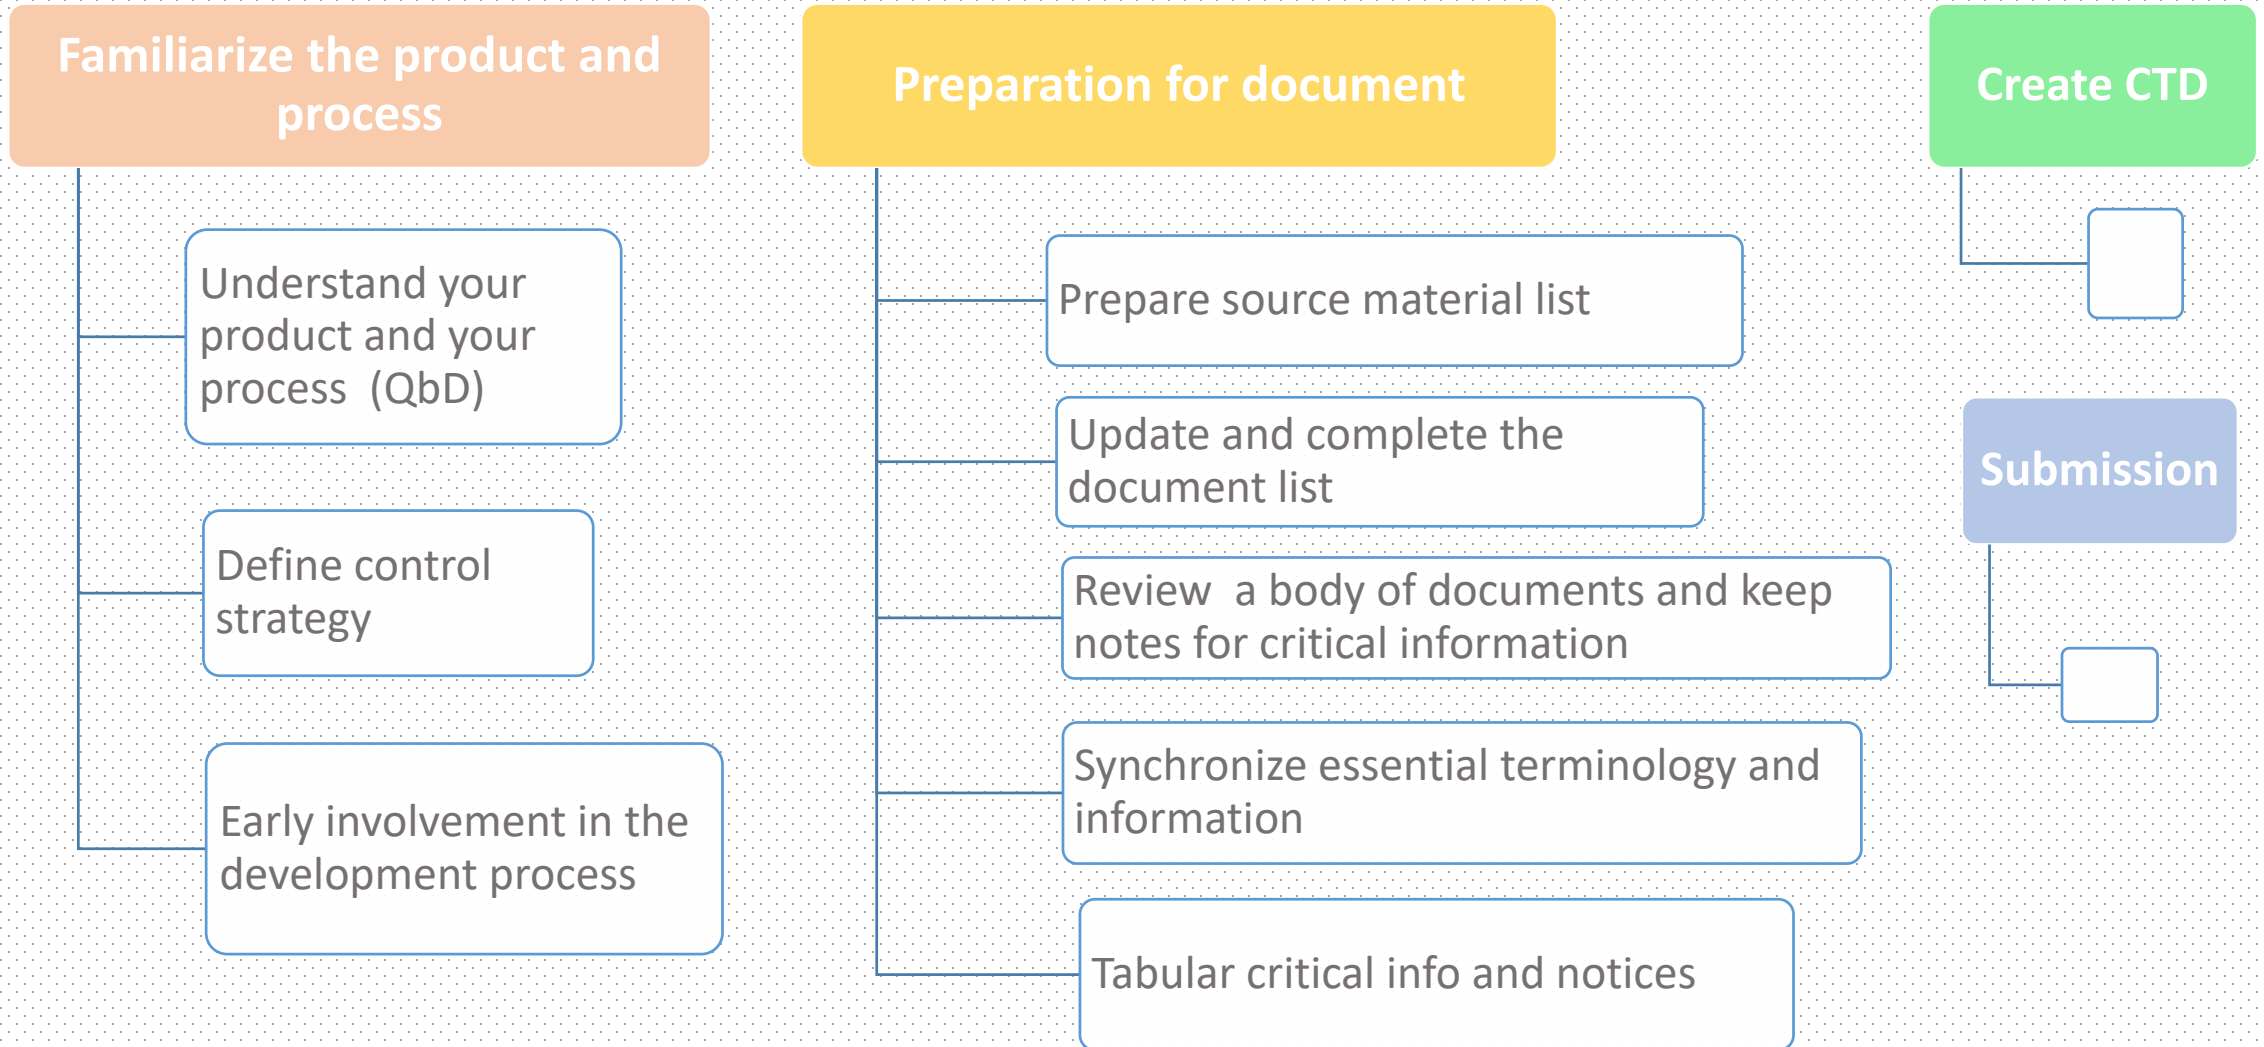 Familiarize the product and
process
Understand your
product and your
process  (QbD)
Define control
strategy
Early involvement in the
development process
Preparation for document
Prepare source material list
Update and complete the
document list
Review  a body of documents and keep
notes for critical information
Synchronize essential terminology and
information
Tabular critical info and notices
Create CTD
Submission